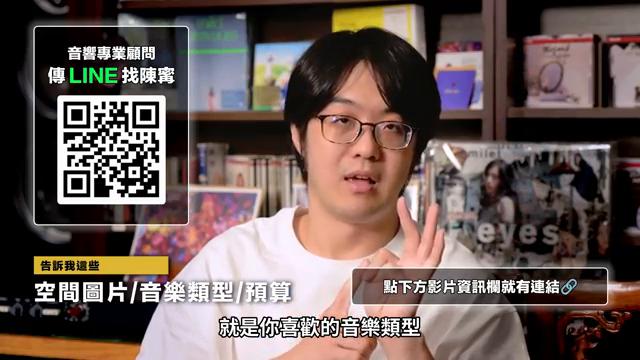 音響專業顧問
傳 LINE 找陳寗
告訴我這些
空間圖片/音樂類型/預算
點下方影片資訊欄就有連結
就是你喜歡的音樂類型
eyes